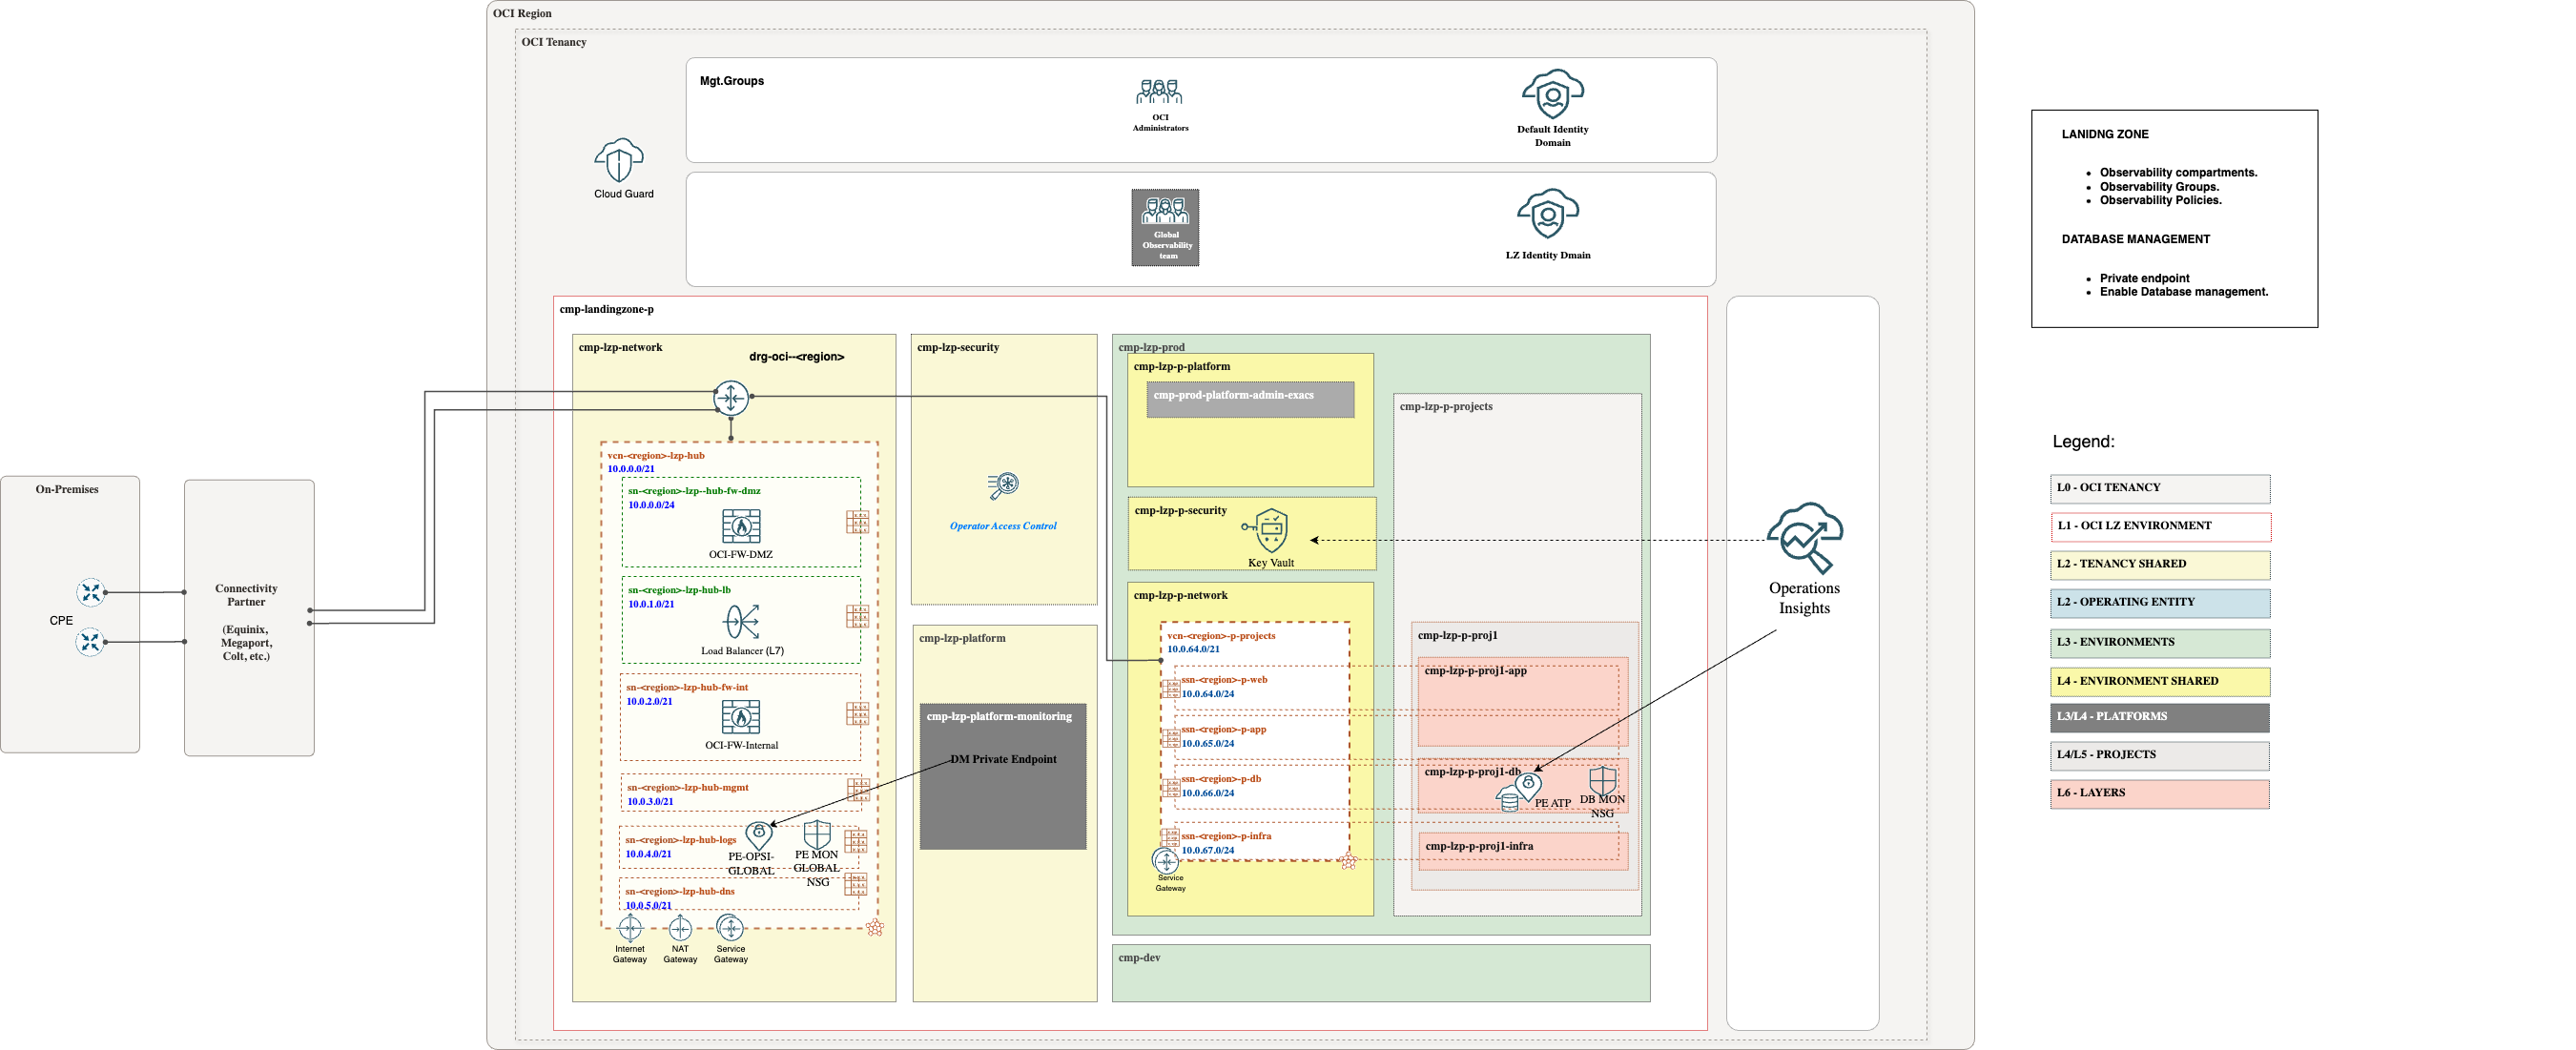 OCI Region
OCI Tenancy
Mgt.Groups
OCI
Administrators
Default Identity
Domain
Cloud Guard
Global
Observability
team
LZ Identity Dmain
cmp-landingzone-p
cmp-lzp-network
drg-oci--<region>
vcn-<region>-lzp-hub
10.0.0.0/21
sn-<region>-lzp--hub-fw-dmz
10.0.0.0/24
OCI-FW-DMZ
sn-<region>-lzp-hub-lb
10.0.1.0/21
Load Balancer (L7)
sn-<region>-lzp-hub-fw-int
10.0.2.0/21
OCI-FW-Internal
sn-<region>-lzp-hub-mgmt
10.0.3.0/21
sn-<region>-lzp-hub-logs
10.0.4.0/21
PE-OPSI-
GLOBAL
PE MON
GLOBAL
NSG
sn-<region>-lzp-hub-dns
10.0.5.0/21
Internet
Gateway
NAT
Gateway
Service
Gateway
On-Premises
CPE
Connectivity
Partner
(Equinix,
Megaport,
Colt, etc.)
cmp-lzp-security
Operator Access Control
cmp-lzp-platform
cmp-lzp-platform-monitoring
DM Private Endpoint
cmp-lzp-prod
cmp-lzp-p-platform
cmp-prod-platform-admin-exacs
cmp-lzp-p-security
Key Vault
cmp-lzp-p-network
vcn-<region>-p-projects
10.0.64.0/21
ssn-<region>-p-web
10.0.64.0/24
ssn-<region>-p-app
10.0.65.0/24
ssn-<region>-p-db
10.0.66.0/24
ssn-<region>-p-infra
10.0.67.0/24
Service
Gateway
cmp-lzp-p-projects
cmp-lzp-p-proj1
cmp-lzp-p-proj1-app
cmp-lzp-p-proj1-db
PE ATP
DB MON
NSG
cmp-lzp-p-proj1-infra
cmp-dev
Operations
Insights
LANIDNG ZONE
• Observability compartments.
• Observability Groups.
• Observability Policies.
DATABASE MANAGEMENT
• Private endpoint
• Enable Database management.
Legend:
L0 - OCI TENANCY
L1 - OCI LZ ENVIRONMENT
L2 - TENANCY SHARED
L2 - OPERATING ENTITY
L3 - ENVIRONMENTS
L4 - ENVIRONMENT SHARED
L3/L4 - PLATFORMS
L4/L5 - PROJECTS
L6 - LAYERS